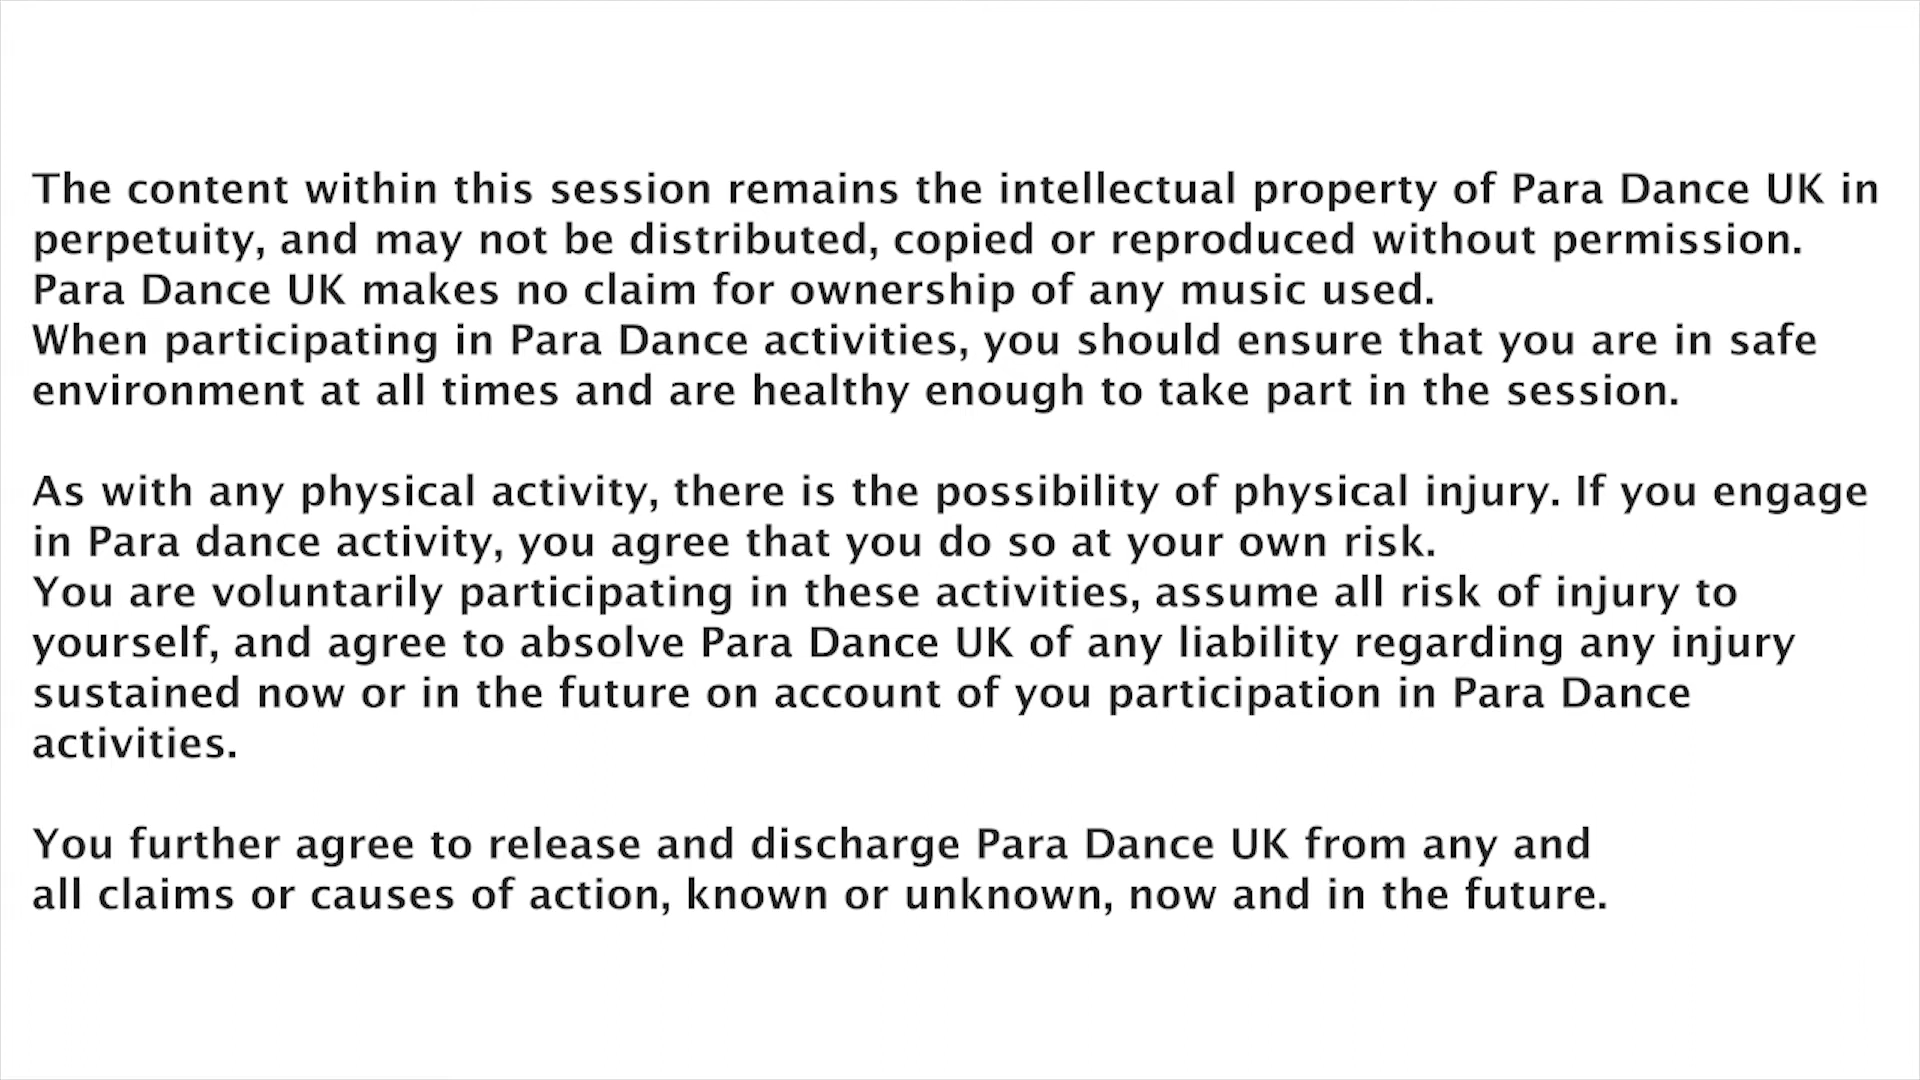 The content within this session remains the intellectual property of Para Dance UK in
perpetuity, and may not be distributed, copied or reproduced without permission.
Para Dance UK makes no claim for ownership of any music used.
When participating in Para Dance activities, you should ensure that you are in safe
environment at all times and are healthy enough to take part in the session.
As with any physical activity, there is the possibility of physical injury. If you engage
in Para dance activity, you agree that you do so at your own risk.
You are voluntarily participating in these activities, assume all risk of injury to
yourself, and agree to absolve Para Dance UK of any liability regarding any injury
sustained now or in the future on account of you participation in Para Dance
activities.
You further agree to release and discharge Para Dance UK from any and
all claims or causes of action, known or unknown, now and in the future.